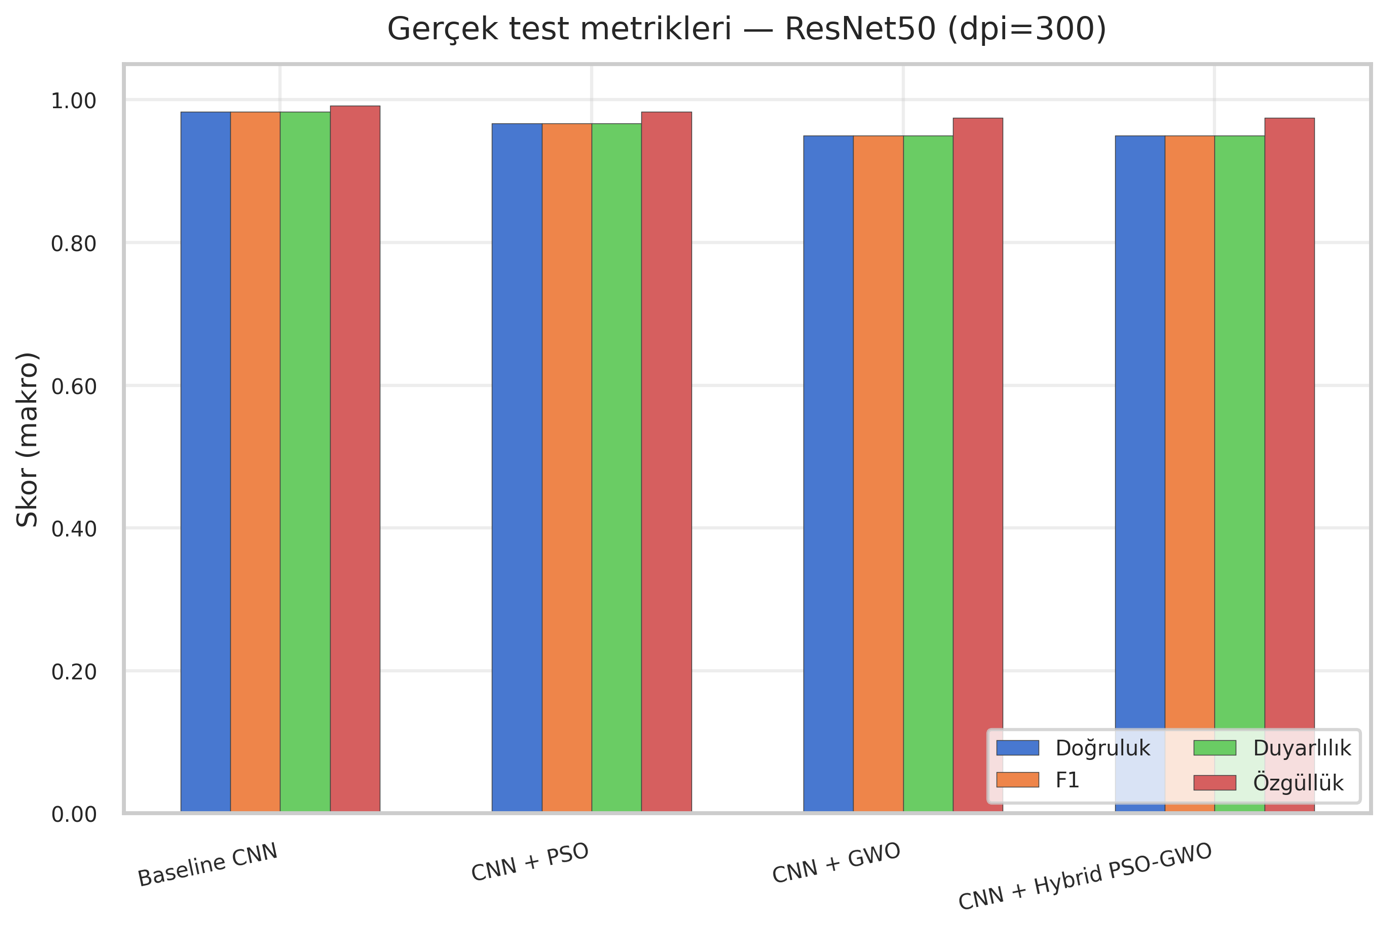 Gerçek test metrikleri — ResNet50 (dpi=300)
Skor (makro)
1.00
0.80
0.60
0.40
0.20
0.00
Doğruluk
F1
Duyarlılık
Özgüllük
Baseline CNN
CNN + PSO
CNN + GWO
CNN + Hybrid PSO-GWO